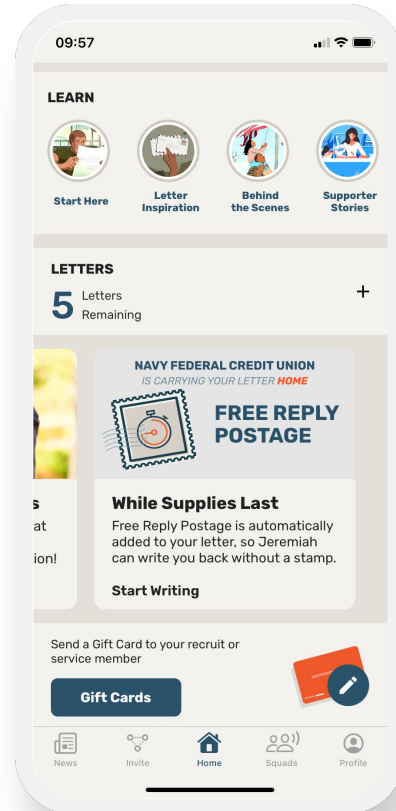 09:57
LEARN
Start Here
Letter
Inspiration
Behind
the Scenes
Supporter
Stories
LETTERS
5
Letters
Remaining
+
s
at
ion!
NAVY FEDERAL CREDIT UNION
IS CARRYING YOUR LETTER HOME
FREE REPLY
POSTAGE
While Supplies Last
Free Reply Postage is automatically
added to your letter, so Jeremiah
can write you back without a stamp.
Start Writing
Send a Gift Card to your recruit or
service member
Gift Cards
News
Invite
Home
Squads
Profile